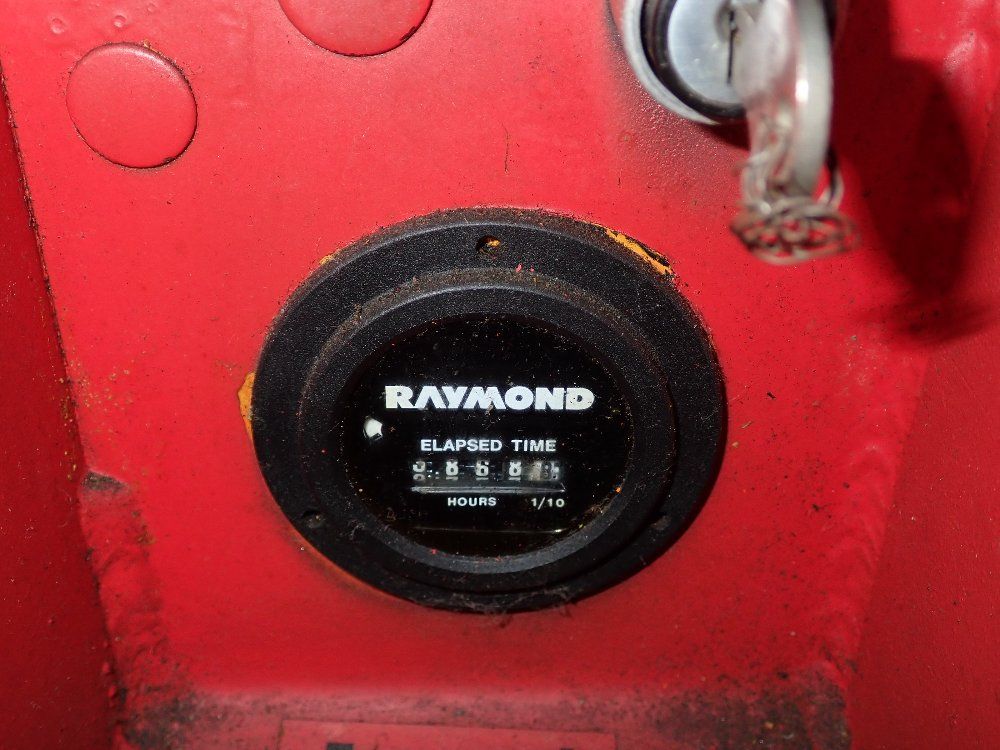 RAYMOND
ELAPSED TIME
HOURS 1/10